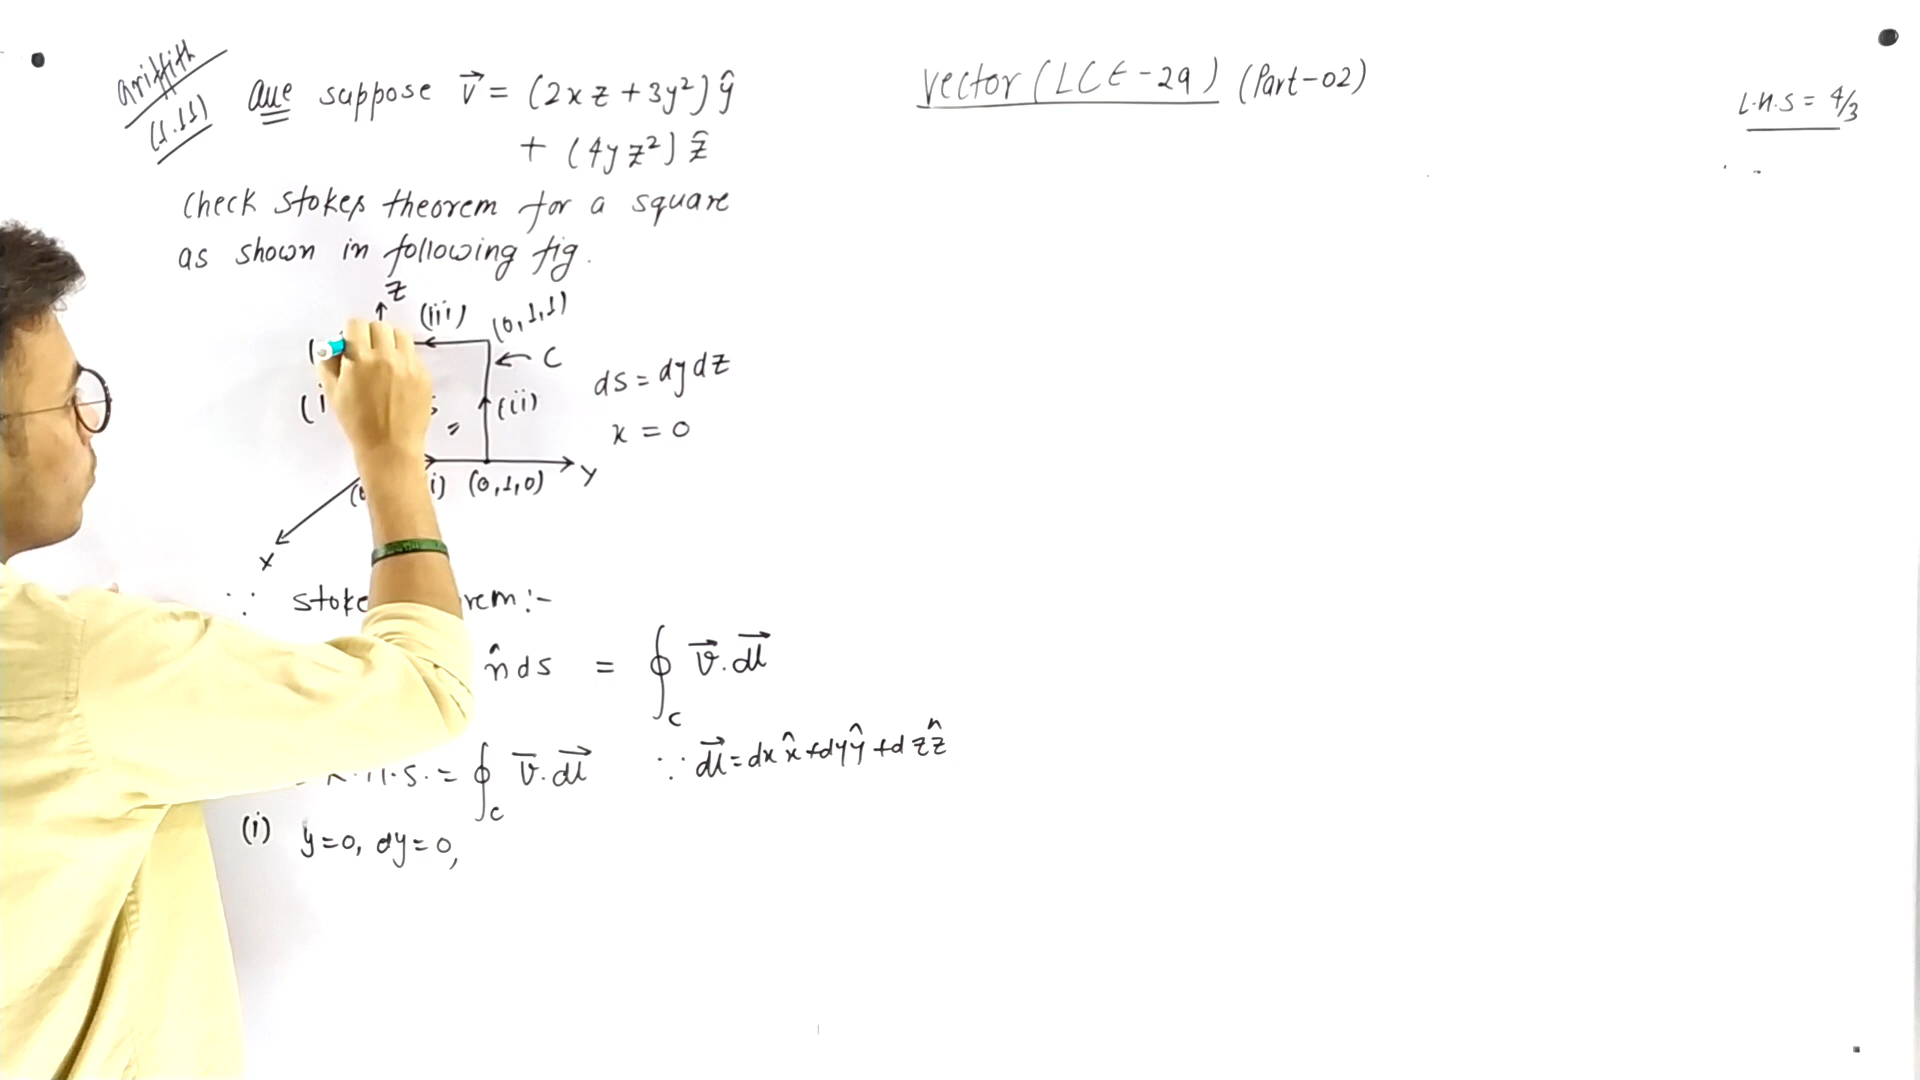 Griffith
(1.11)
Que suppose v⃗ = (2xz + 3y²) ŷ
+ (4yz²) ẑ
Check Stokes theorem for a square
as shown in following fig.
Vector (LCE-29) (Part-02)
L.H.S = 4/3
z
(iii)
(0,1,1)
← C
(ii)
ds = dy dz
x = 0
(0,1,0)
y
x
∵
n̂ ds = ∮c v⃗.dl⃗
R.H.S. = ∮c v⃗.dl⃗ ∵ dl⃗ = dx x̂ + dy ŷ + dz ẑ
(i) y=0, dy=0,